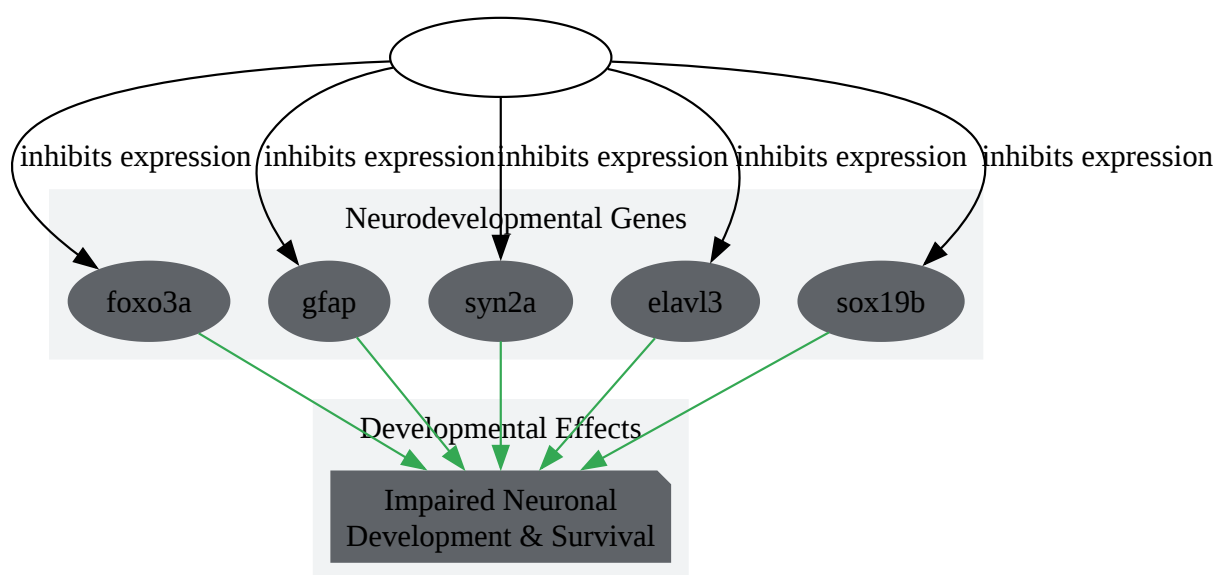 inhibits expression
inhibits expression
inhibits expression
inhibits expression
inhibits expression
Neurodevelopmental Genes
foxo3a
gfap
syn2a
elavl3
sox19b
Developmental Effects
Impaired Neuronal
Development & Survival